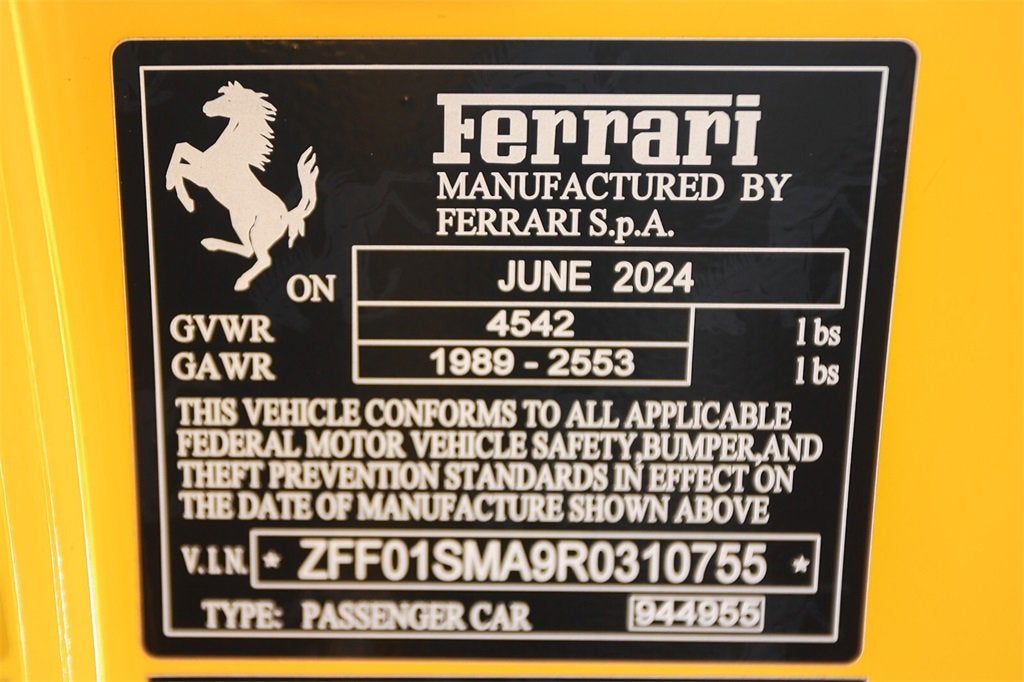 Ferrari
MANUFACTURED BY
FERRARI S.p.A.
ON JUNE 2024
GVWR 4542 lbs
GAWR 1989 - 2553 lbs
THIS VEHICLE CONFORMS TO ALL APPLICABLE
FEDERAL MOTOR VEHICLE SAFETY,BUMPER,AND
THEFT PREVENTION STANDARDS IN EFFECT ON
THE DATE OF MANUFACTURE SHOWN ABOVE
V.I.N. * ZFF01SMA9R0310755 *
TYPE: PASSENGER CAR 944955